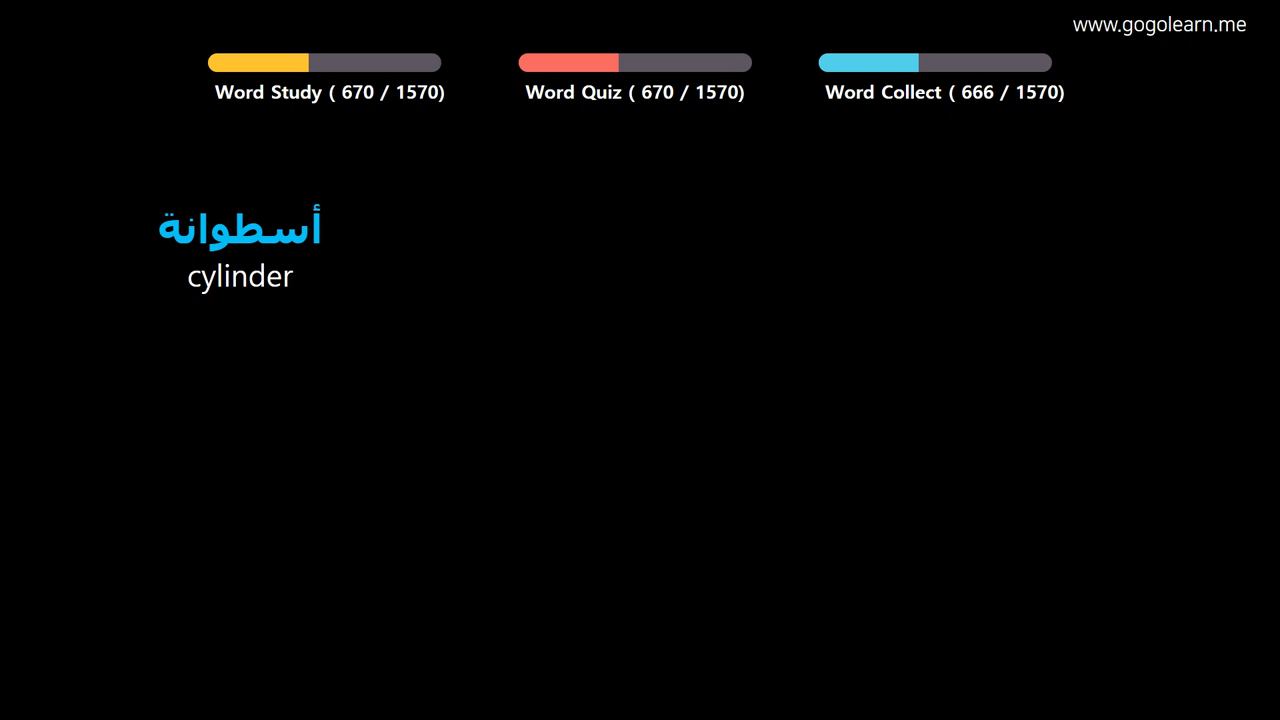 www.gogolearn.me
Word Study ( 670 / 1570)
Word Quiz ( 670 / 1570)
Word Collect ( 666 / 1570)
أسطوانة
cylinder